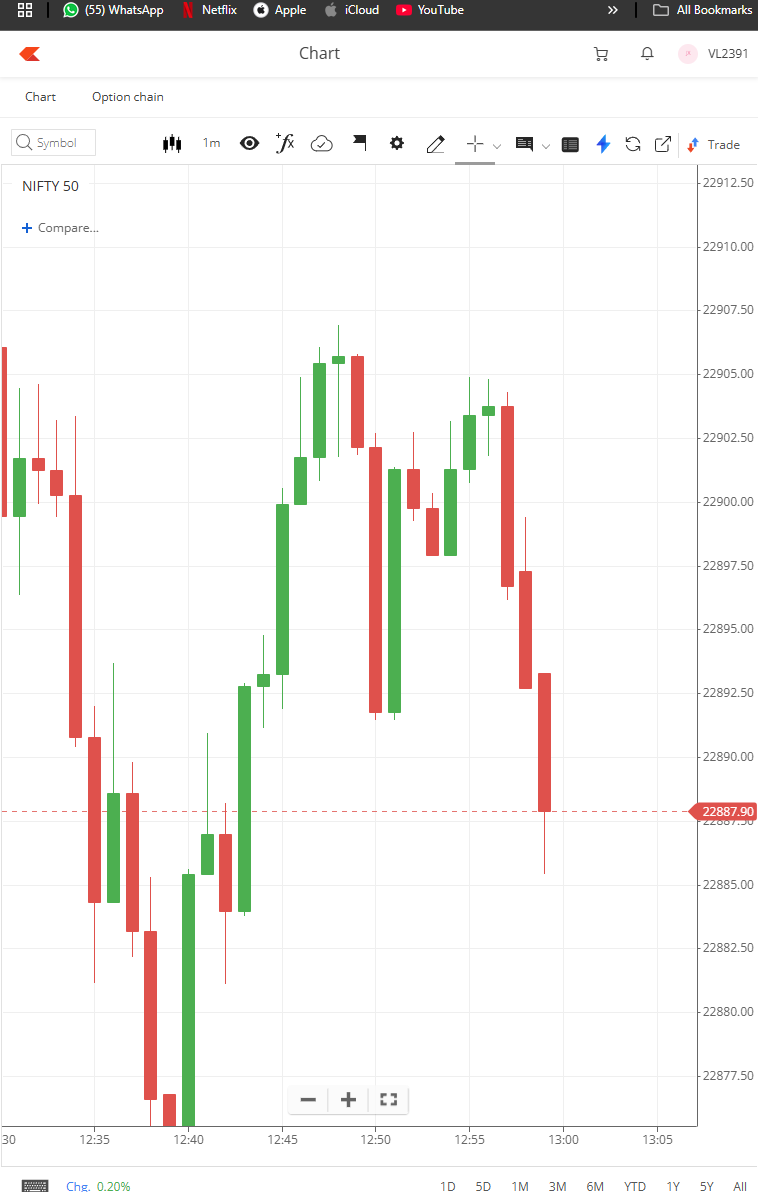 (55) WhatsApp Netflix Apple iCloud YouTube » All Bookmarks
Chart VL2391
Chart Option chain
Symbol 1m fx Trade
NIFTY 50
+ Compare...
22912.50
22910.00
22907.50
22905.00
22902.50
22900.00
22897.50
22895.00
22892.50
22890.00
22887.90
22887.50
22885.00
22882.50
22880.00
22877.50
30 12:35 12:40 12:45 12:50 12:55 13:00 13:05
Chg. 0.20% 1D 5D 1M 3M 6M YTD 1Y 5Y All